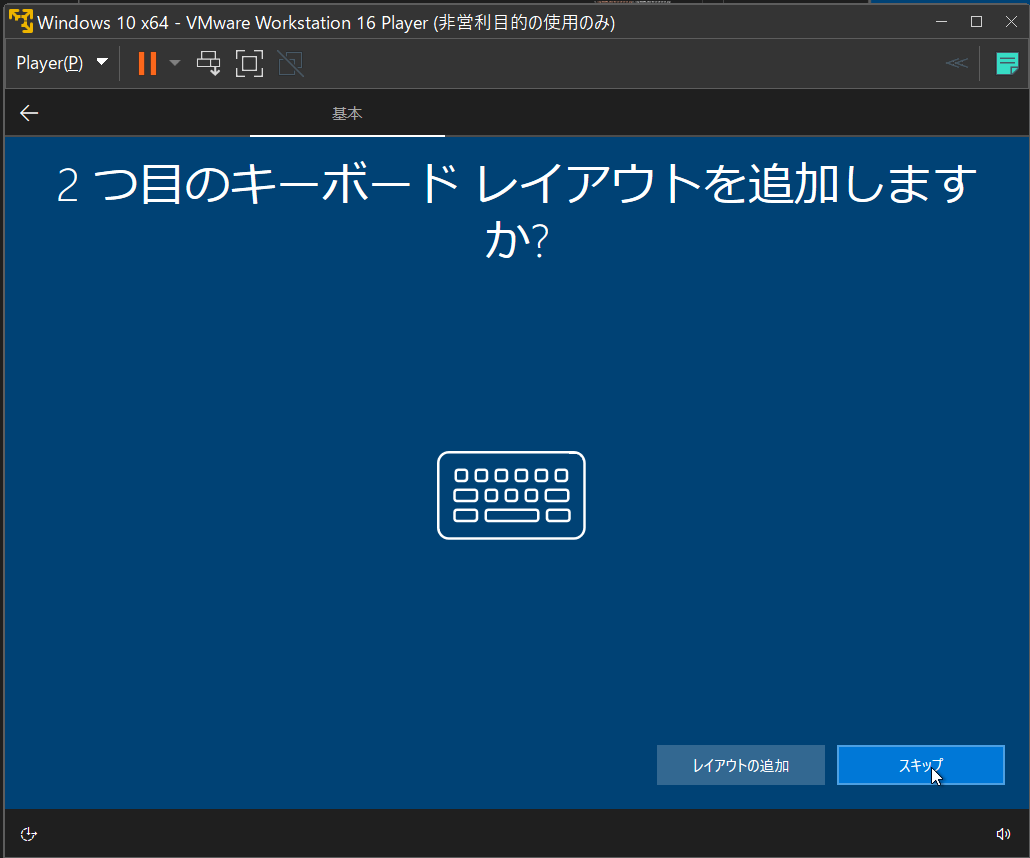 Windows 10 x64 - VMware Workstation 16 Player (非営利目的の使用のみ)
Player(P)
基本
2 つ目のキーボード レイアウトを追加します
か?
レイアウトの追加
スキップ